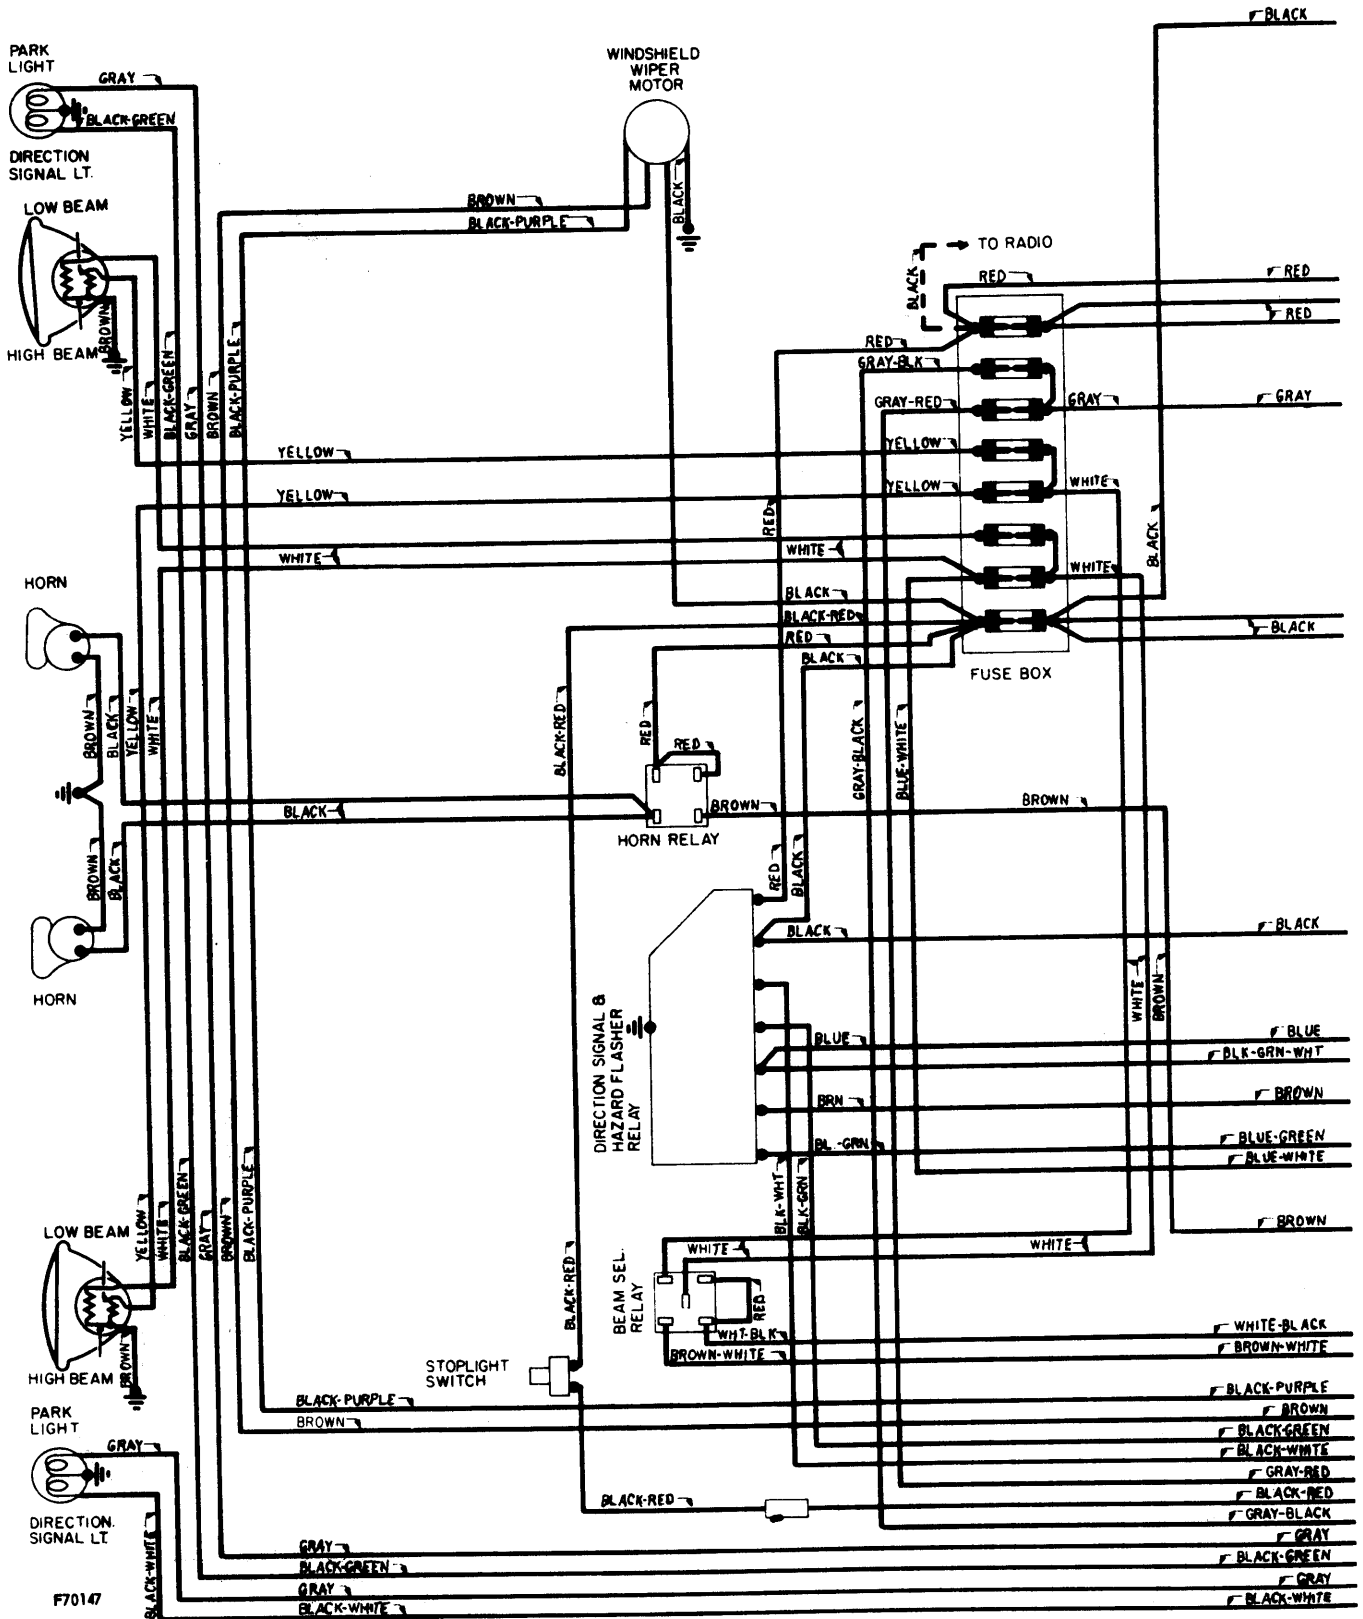 BLACK
PARK
LIGHT
GRAY
BLACK-GREEN
WINDSHIELD
WIPER
MOTOR
DIRECTION
SIGNAL LT.
LOW BEAM
BROWN
BLACK-PURPLE
BLACK
TO RADIO
BLACK
RED
RED
RED
HIGH BEAM
BROWN
RED
GRAY-BLK
GRAY-RED
GRAY
GRAY
YELLOW
WHITE
BLACK-GREEN
GRAY
BROWN
BLACK-PURPLE
YELLOW
YELLOW
YELLOW
YELLOW
WHITE
RED
BLACK
WHITE
WHITE
WHITE
HORN
BLACK
BLACK-RED
RED
BLACK
BLACK
FUSE BOX
BROWN
BLACK
YELLOW
WHITE
BLACK-RED
RED
RED
GRAY-BLACK
BLUE-WHITE
BLACK
BROWN
BROWN
HORN RELAY
BROWN
BLACK
RED
BLACK
HORN
BLACK
BLACK
WHITE
BROWN
DIRECTION SIGNAL &
HAZARD FLASHER
RELAY
BLUE
BLUE
BLK-GRN-WHT
BRN
BROWN
BL.-GRN
BLUE-GREEN
BLUE-WHITE
BLK-WHT
BLK-GRN
YELLOW
WHITE
BLACK-GREEN
GRAY
BROWN
BLACK-PURPLE
BROWN
LOW BEAM
WHITE
WHITE
BLACK-RED
BEAM SEL.
RELAY
RED
WHT-BLK
WHITE-BLACK
BROWN-WHITE
BROWN-WHITE
HIGH BEAM
BROWN
STOPLIGHT
SWITCH
BLACK-PURPLE
BLACK-PURPLE
BROWN
BROWN
PARK
LIGHT
GRAY
BLACK-GREEN
BLACK-WHITE
GRAY-RED
BLACK-RED
BLACK-RED
GRAY-BLACK
DIRECTION.
SIGNAL LT.
BLACK-WHITE
GRAY
GRAY
BLACK-GREEN
BLACK-GREEN
GRAY
GRAY
BLACK-WHITE
BLACK-WHITE
F70147